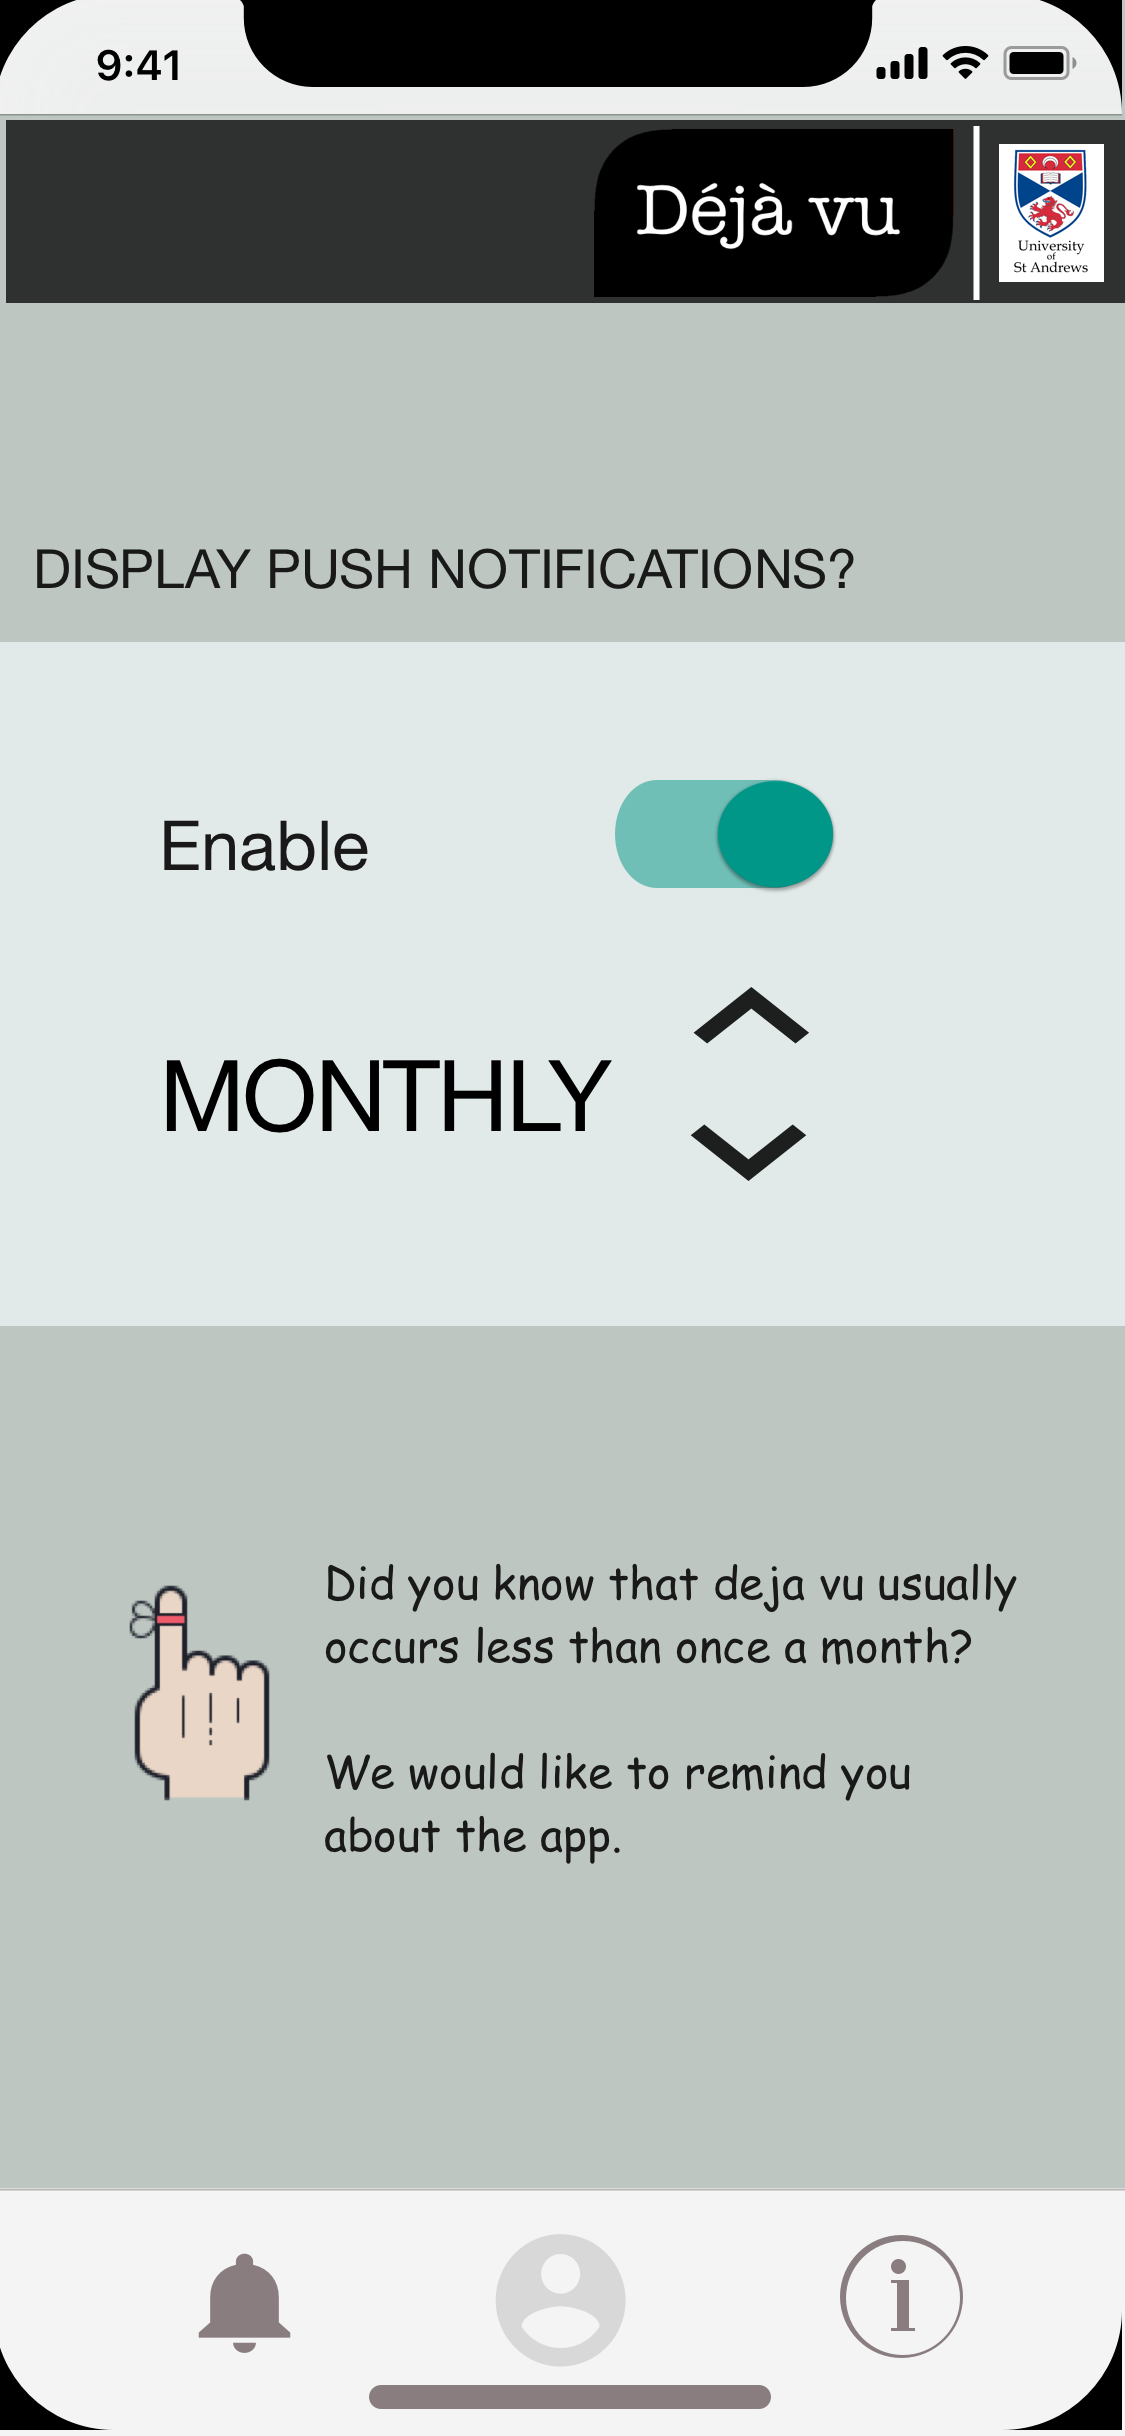 9:41
Déjà vu
University
of
St Andrews
DISPLAY PUSH NOTIFICATIONS?
Enable
MONTHLY
Did you know that deja vu usually
occurs less than once a month?
We would like to remind you
about the app.